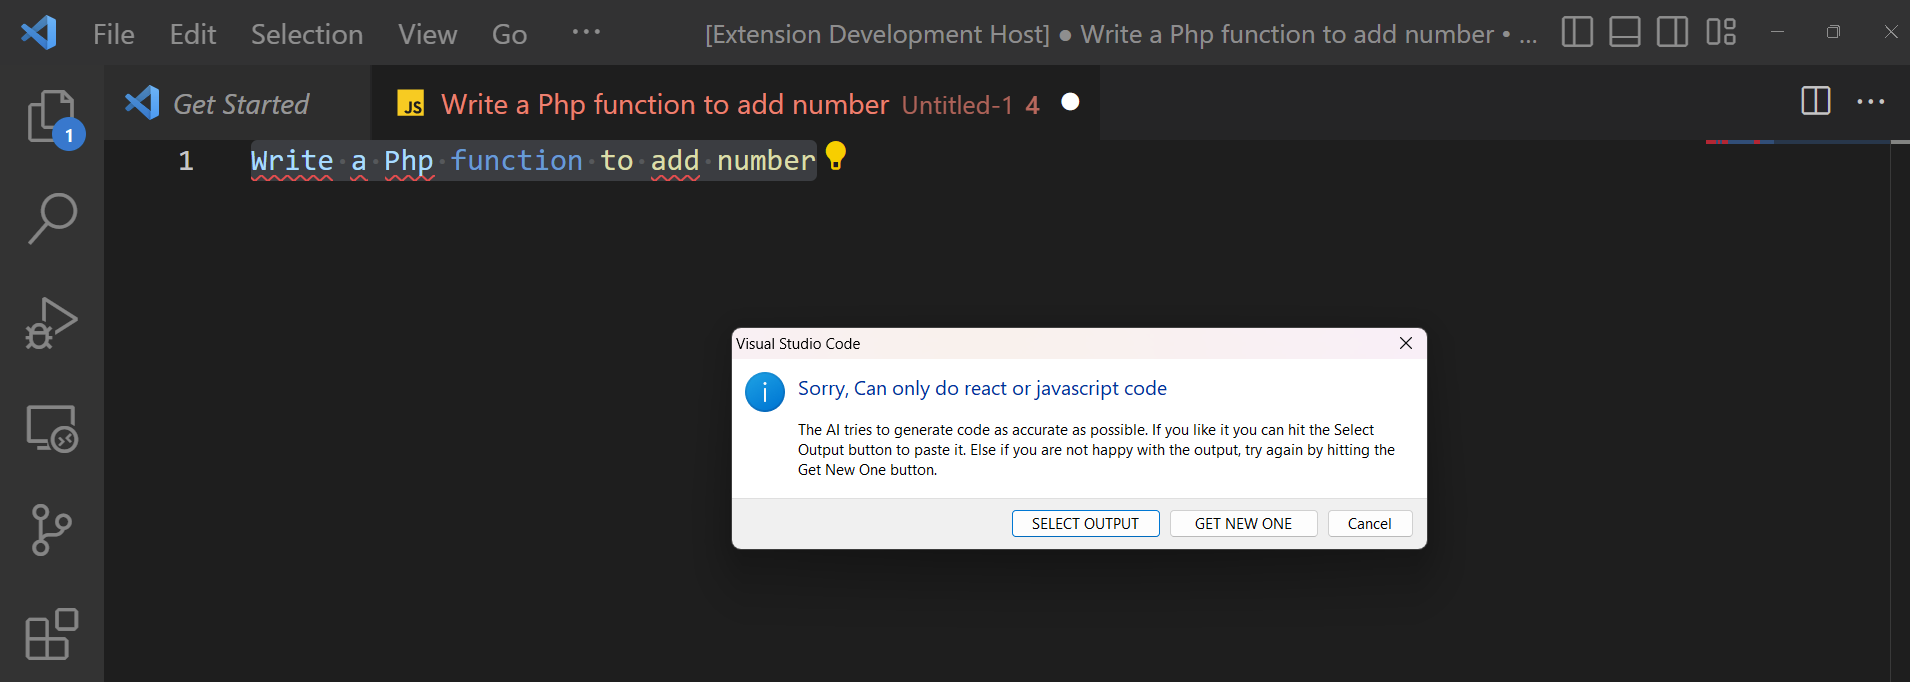 File Edit Selection View Go ··· [Extension Development Host] ● Write a Php function to add number • ...
Get Started JS Write a Php function to add number Untitled-1 4 ···
1
1 Write·a·Php·function·to·add·number
Visual Studio Code
i Sorry, Can only do react or javascript code
The AI tries to generate code as accurate as possible. If you like it you can hit the Select
Output button to paste it. Else if you are not happy with the output, try again by hitting the
Get New One button.
SELECT OUTPUT GET NEW ONE Cancel